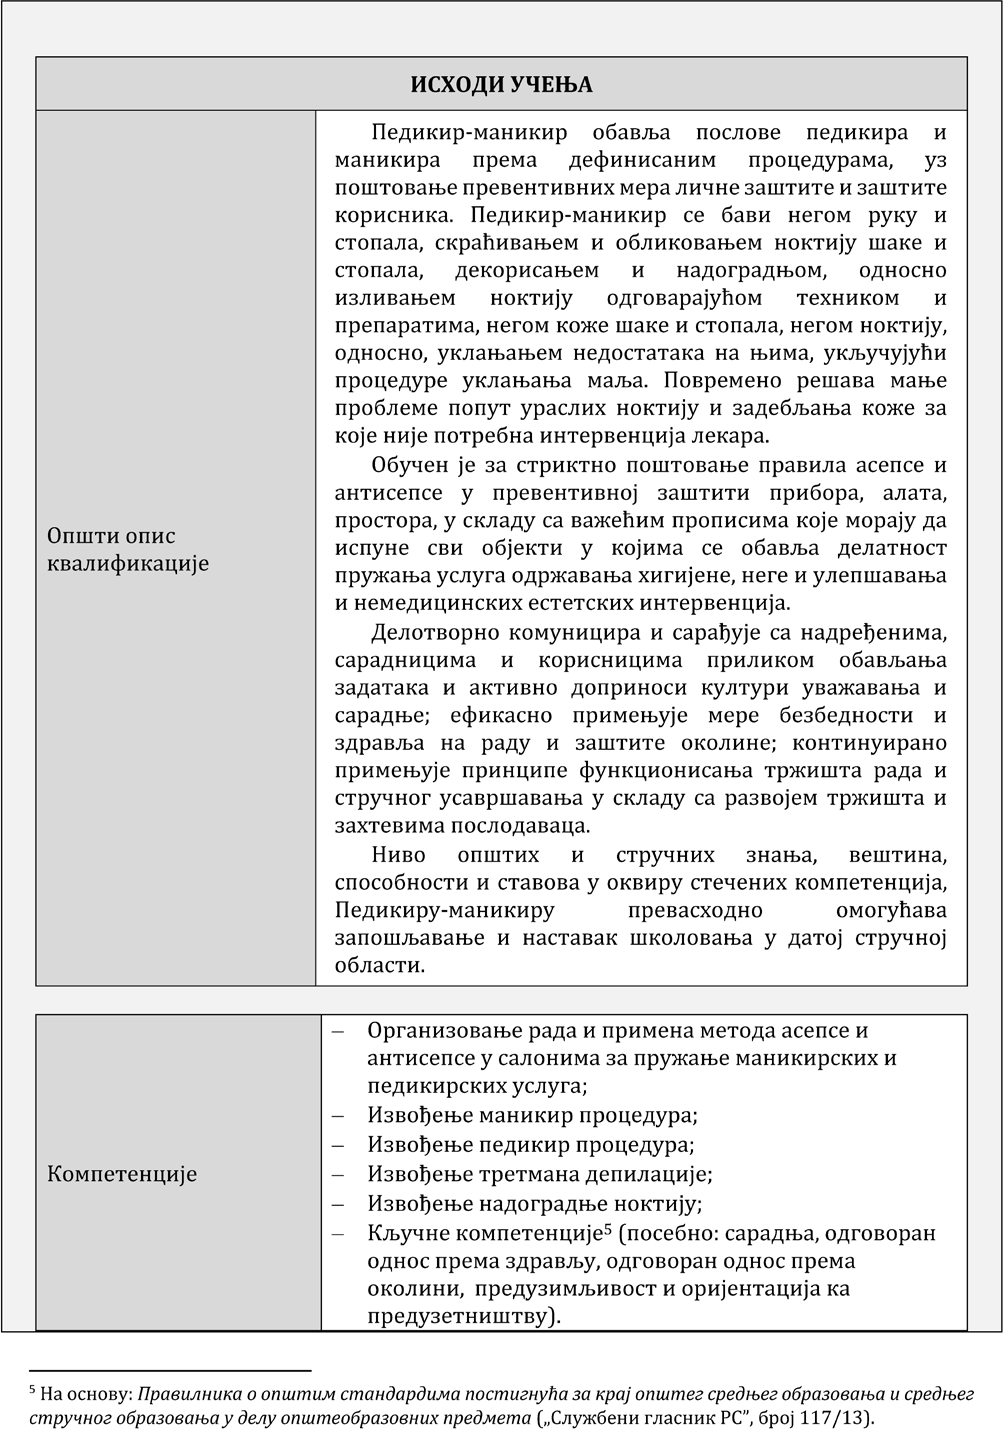 ИСХОДИ УЧЕЊА
Општи опис
квалификације
Педикир-маникир обавља послове педикира и
маникира према дефинисаним процедурама, уз
поштовање превентивних мера личне заштите и заштите
корисника. Педикир-маникир се бави негом руку и
стопала, скраћивањем и обликовањем ноктију шаке и
стопала, декорисањем и надоградњом, односно
изливањем ноктију одговарајућом техником и
препаратима, негом коже шаке и стопала, негом ноктију,
односно, уклањањем недостатака на њима, укључујући
процедуре уклањања маља. Повремено решава мање
проблеме попут ураслих ноктију и задебљања коже за
које није потребна интервенција лекара.
Обучен је за стриктно поштовање правила асепсе и
антисепсе у превентивној заштити прибора, алата,
простора, у складу са важећим прописима које морају да
испуне сви објекти у којима се обавља делатност
пружања услуга одржавања хигијене, неге и улепшавања
и немедицинских естетских интервенција.
Делотворно комуницира и сарађује са надређенима,
сарадницима и корисницима приликом обављања
задатака и активно доприноси култури уважавања и
сарадње; ефикасно примењује мере безбедности и
здравља на раду и заштите околине; континуирано
примењује принципе функционисања тржишта рада и
стручног усавршавања у складу са развојем тржишта и
захтевима послодаваца.
Ниво општих и стручних знања, вештина,
способности и ставова у оквиру стечених компетенција,
Педикиру-маникиру превасходно омогућава
запошљавање и наставак школовања у датој стручној
области.
Компетенције
– Организовање рада и примена метода асепсе и
антисепсе у салонима за пружање маникирских и
педикирских услуга;
– Извођење маникир процедура;
– Извођење педикир процедура;
– Извођење третмана депилације;
– Извођење надоградње ноктију;
– Кључне компетенције⁵ (посебно: сарадња, одговоран
однос према здрављу, одговоран однос према
околини, предузимљивост и оријентација ка
предузетништву).
⁵ На основу: Правилника о општим стандардима постигнућа за крај општег средњег образовања и средњег
стручног образовања у делу општеобразовних предмета („Службени гласник РС”, број 117/13).